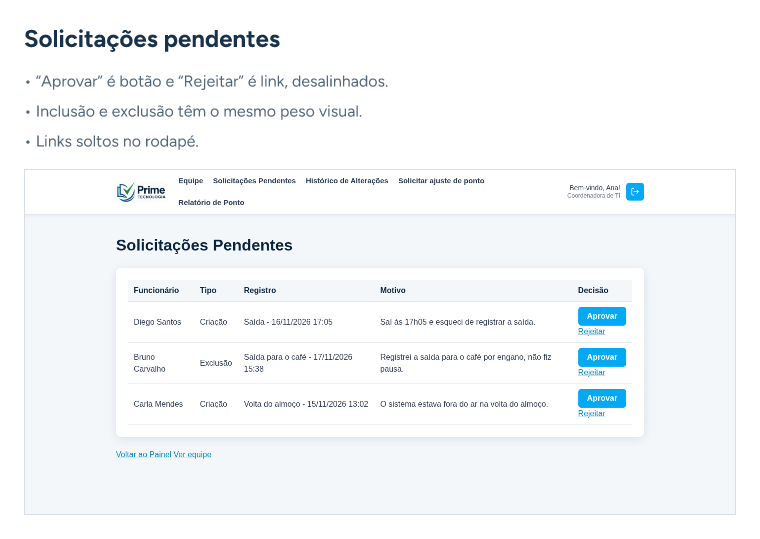 Solicitações pendentes
• “Aprovar” é botão e “Rejeitar” é link, desalinhados.
• Inclusão e exclusão têm o mesmo peso visual.
• Links soltos no rodapé.
Prime
TECNOLOGIA
Equipe Solicitações Pendentes Histórico de Alterações Solicitar ajuste de ponto
Relatório de Ponto
Bem-vindo, Ana!
Coordenadora de TI
Solicitações Pendentes
Funcionário Tipo Registro Motivo Decisão
Diego Santos Criação Saída - 16/11/2026 17:05 Saí às 17h05 e esqueci de registrar a saída. Aprovar
Rejeitar
Bruno
Carvalho Exclusão Saída para o café - 17/11/2026
15:38 Registrei a saída para o café por engano, não fiz
pausa. Aprovar
Rejeitar
Carla Mendes Criação Volta do almoço - 15/11/2026 13:02 O sistema estava fora do ar na volta do almoço. Aprovar
Rejeitar
Voltar ao Painel Ver equipe